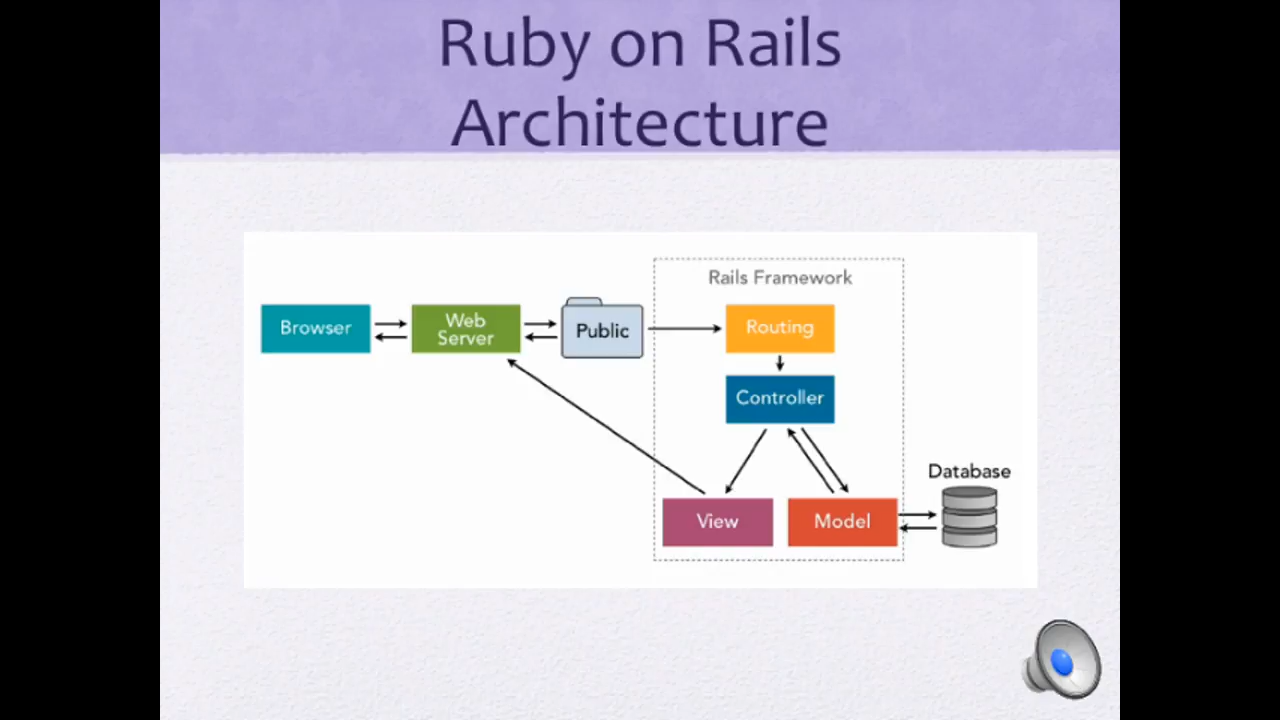 Ruby on Rails
Architecture
Rails Framework
Browser
Web
Server
Public
Routing
Controller
Database
View
Model